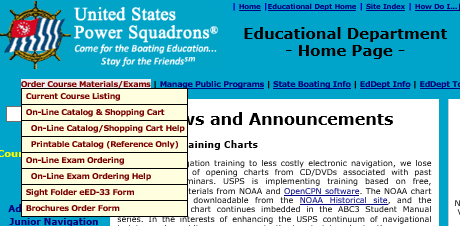 | Home |Educational Dept Home | Site Index | How Do I...
United States
Power Squadrons®
Come for the Boating Education...
Stay for the Friendssm
Educational Department
- Home Page -
Order Course Materials/Exams | Manage Public Programs | State Boating Info | EdDept Info | EdDept To
Current Course Listing
On-Line Catalog & Shopping Cart
On-Line Catalog/Shopping Cart Help
Printable Catalog (Reference Only)
On-Line Exam Ordering
On-Line Exam Ordering Help
Sight Folder eED-33 Form
Brochures Order Form
Cou
Ad
Junior Navigation
ws and Announcements
aining Charts
gation training to less costly electronic navigation, we lose
of opening charts from CD/DVDs associated with past
minars. USPS is implementing training based on free,
materials from NOAA and OpenCPN software. The NOAA chart
downloadable from the NOAA Historical site, and the
chart continues imbedded in the ABC3 Student Manual
series. In the interests of enhancing the USPS continuum of navigational
N